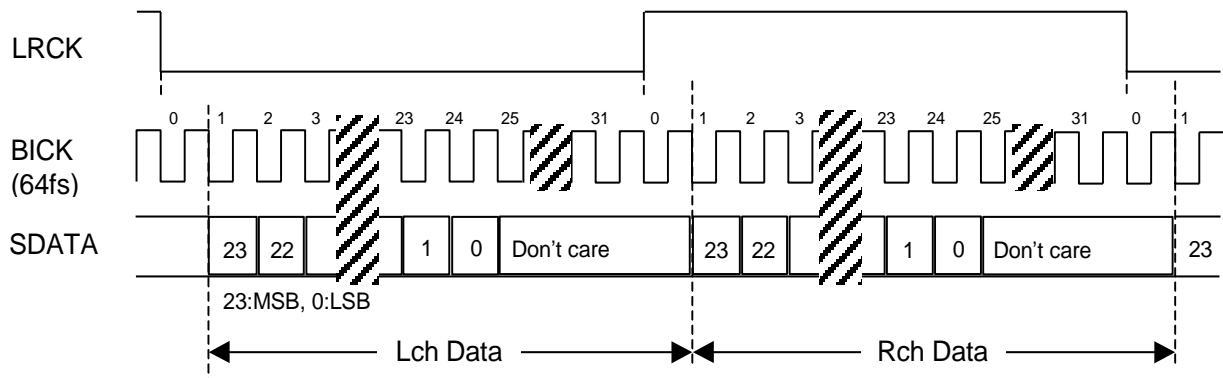 LRCK
0 1 2 3 23 24 25 31 0 1 2 3 23 24 25 31 0 1
BICK
(64fs)
SDATA 23 22 1 0 Don't care 23 22 1 0 Don't care 23
23:MSB, 0:LSB
Lch Data Rch Data